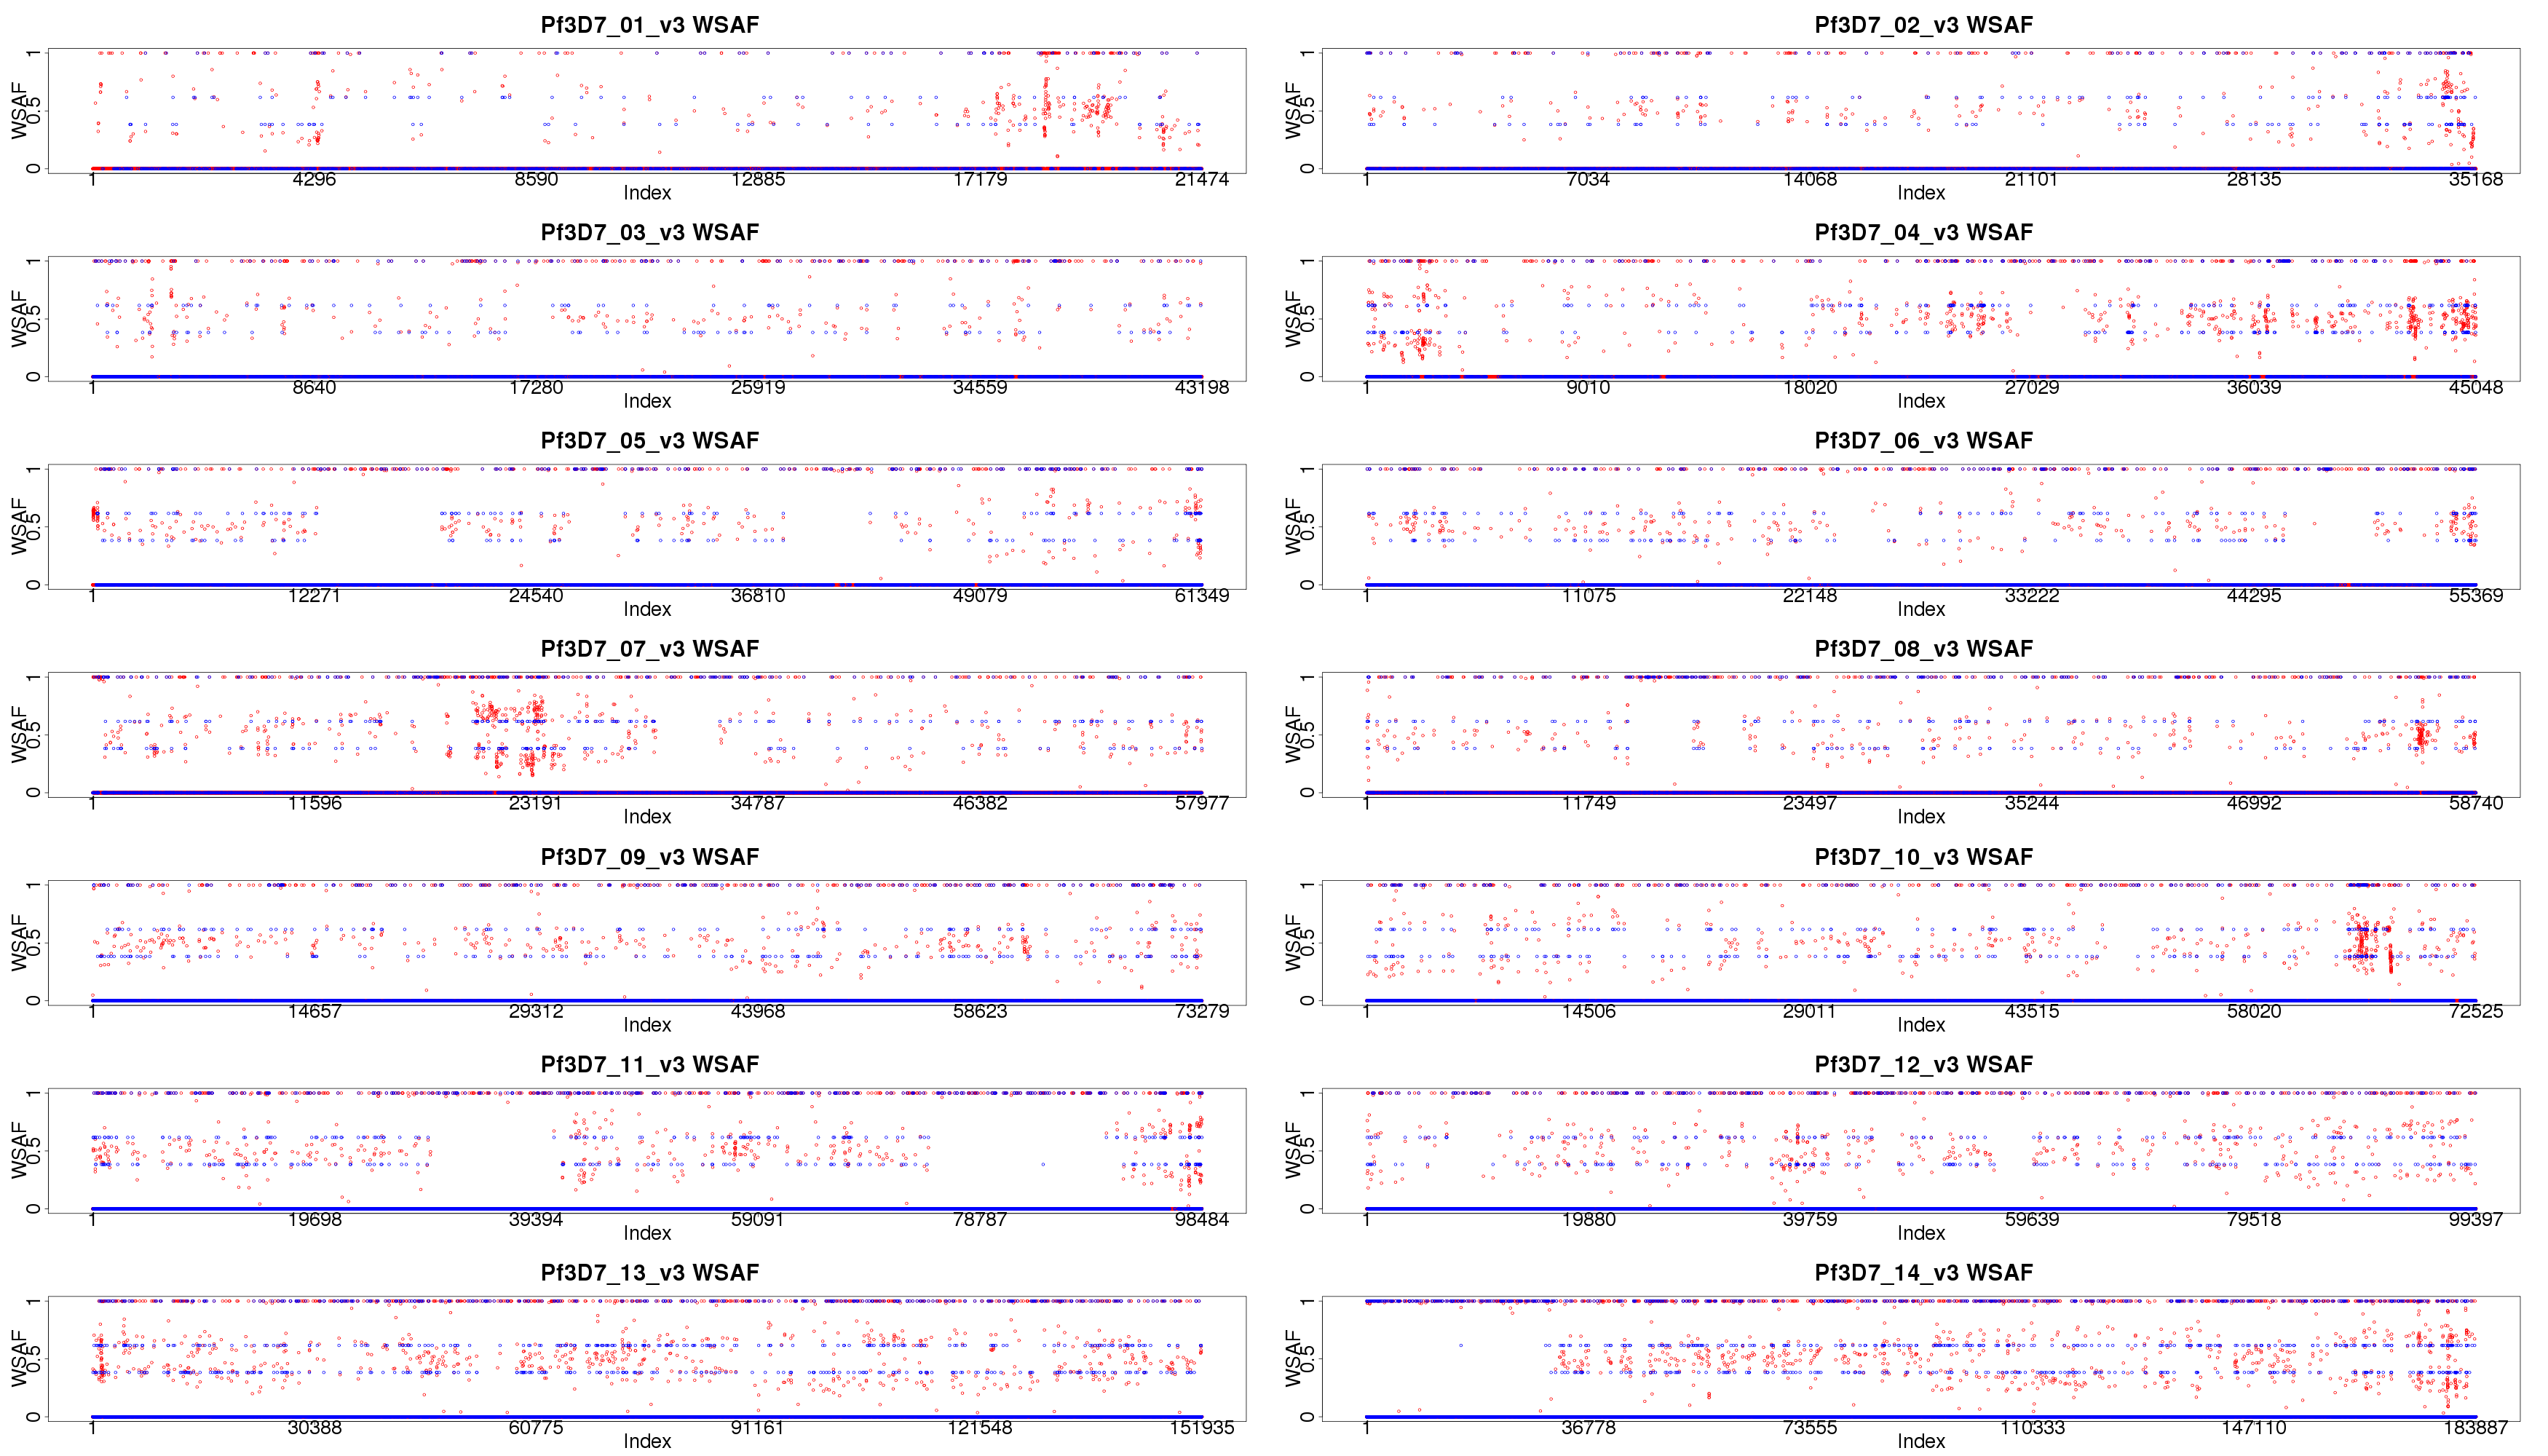 Pf3D7_01_v3 WSAF
WSAF
0 0.5 1
1 4296 8590 12885 17179 21474
Index
Pf3D7_02_v3 WSAF
WSAF
0 0.5 1
1 7034 14068 21101 28135 35168
Index
Pf3D7_03_v3 WSAF
WSAF
0 0.5 1
1 8640 17280 25919 34559 43198
Index
Pf3D7_04_v3 WSAF
WSAF
0 0.5 1
1 9010 18020 27029 36039 45048
Index
Pf3D7_05_v3 WSAF
WSAF
0 0.5 1
1 12271 24540 36810 49079 61349
Index
Pf3D7_06_v3 WSAF
WSAF
0 0.5 1
1 11075 22148 33222 44295 55369
Index
Pf3D7_07_v3 WSAF
WSAF
0 0.5 1
1 11596 23191 34787 46382 57977
Index
Pf3D7_08_v3 WSAF
WSAF
0 0.5 1
1 11749 23497 35244 46992 58740
Index
Pf3D7_09_v3 WSAF
WSAF
0 0.5 1
1 14657 29312 43968 58623 73279
Index
Pf3D7_10_v3 WSAF
WSAF
0 0.5 1
1 14506 29011 43515 58020 72525
Index
Pf3D7_11_v3 WSAF
WSAF
0 0.5 1
1 19698 39394 59091 78787 98484
Index
Pf3D7_12_v3 WSAF
WSAF
0 0.5 1
1 19880 39759 59639 79518 99397
Index
Pf3D7_13_v3 WSAF
WSAF
0 0.5 1
1 30388 60775 91161 121548 151935
Index
Pf3D7_14_v3 WSAF
WSAF
0 0.5 1
1 36778 73555 110333 147110 183887
Index